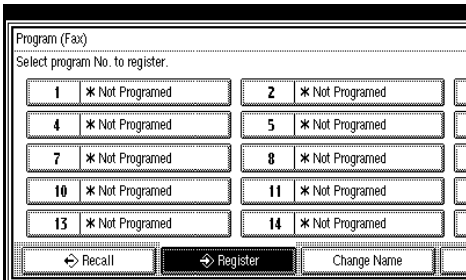 Program (Fax)
Select program No. to register.
1 * Not Programed 2 * Not Programed
4 * Not Programed 5 * Not Programed
7 * Not Programed 8 * Not Programed
10 * Not Programed 11 * Not Programed
13 * Not Programed 14 * Not Programed
Recall Register Change Name